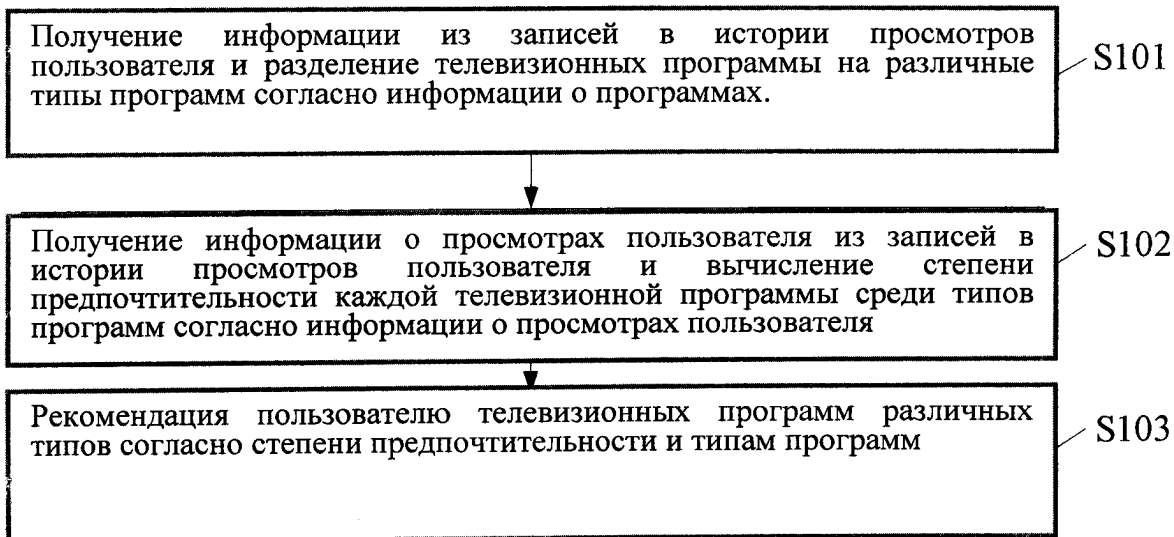 Получение информации из записей в истории просмотров
пользователя и разделение телевизионных программы на различные
типы программ согласно информации о программах.
S101
Получение информации о просмотрах пользователя из записей в
истории просмотров пользователя и вычисление степени
предпочтительности каждой телевизионной программы среди типов
программ согласно информации о просмотрах пользователя
S102
Рекомендация пользователю телевизионных программ различных
типов согласно степени предпочтительности и типам программ
S103